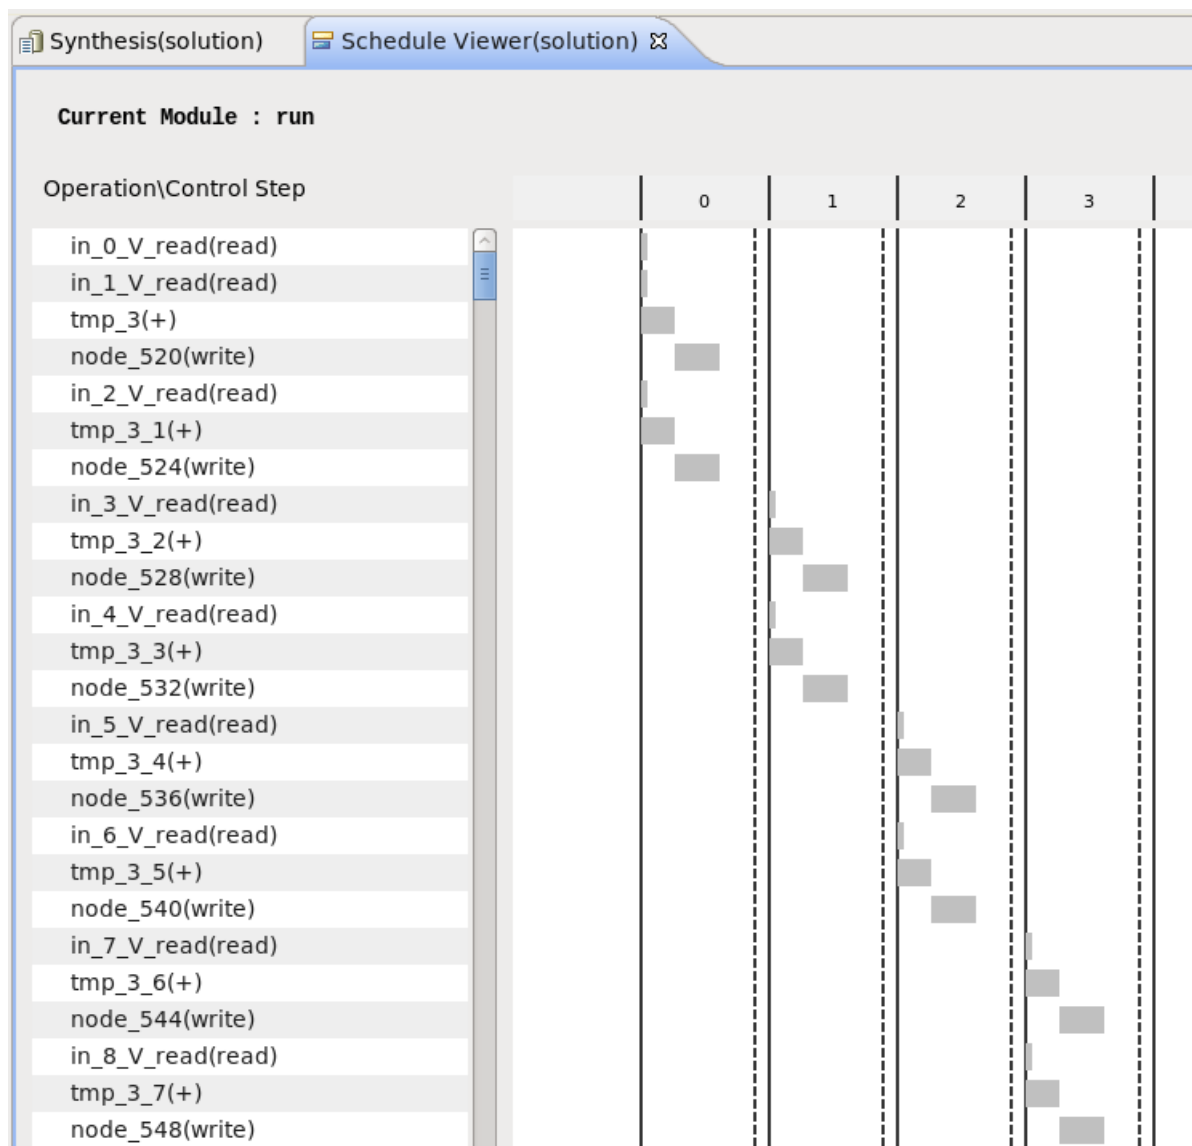 Synthesis(solution) Schedule Viewer(solution)
Current Module : run
Operation\Control Step
0 1 2 3
in_0_V_read(read)
in_1_V_read(read)
tmp_3(+)
node_520(write)
in_2_V_read(read)
tmp_3_1(+)
node_524(write)
in_3_V_read(read)
tmp_3_2(+)
node_528(write)
in_4_V_read(read)
tmp_3_3(+)
node_532(write)
in_5_V_read(read)
tmp_3_4(+)
node_536(write)
in_6_V_read(read)
tmp_3_5(+)
node_540(write)
in_7_V_read(read)
tmp_3_6(+)
node_544(write)
in_8_V_read(read)
tmp_3_7(+)
node_548(write)